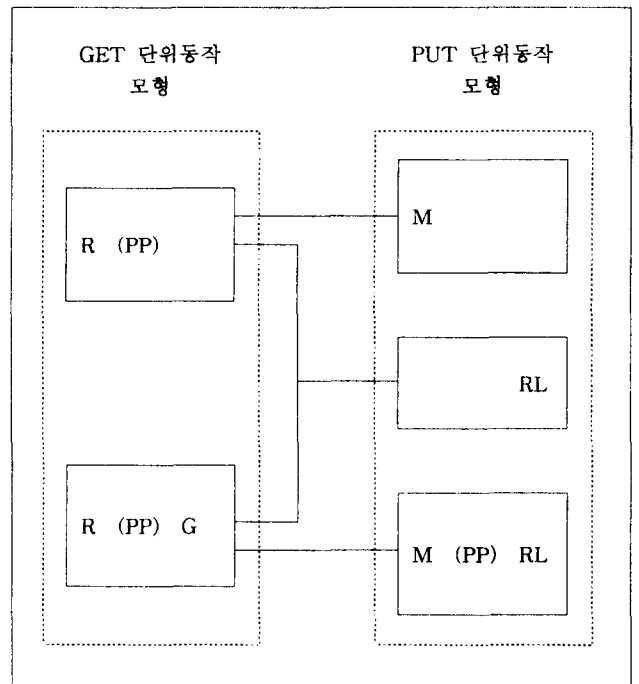 GET 단위동작
모형
PUT 단위동작
모형
R (PP)
M
RL
R (PP) G
M (PP) RL